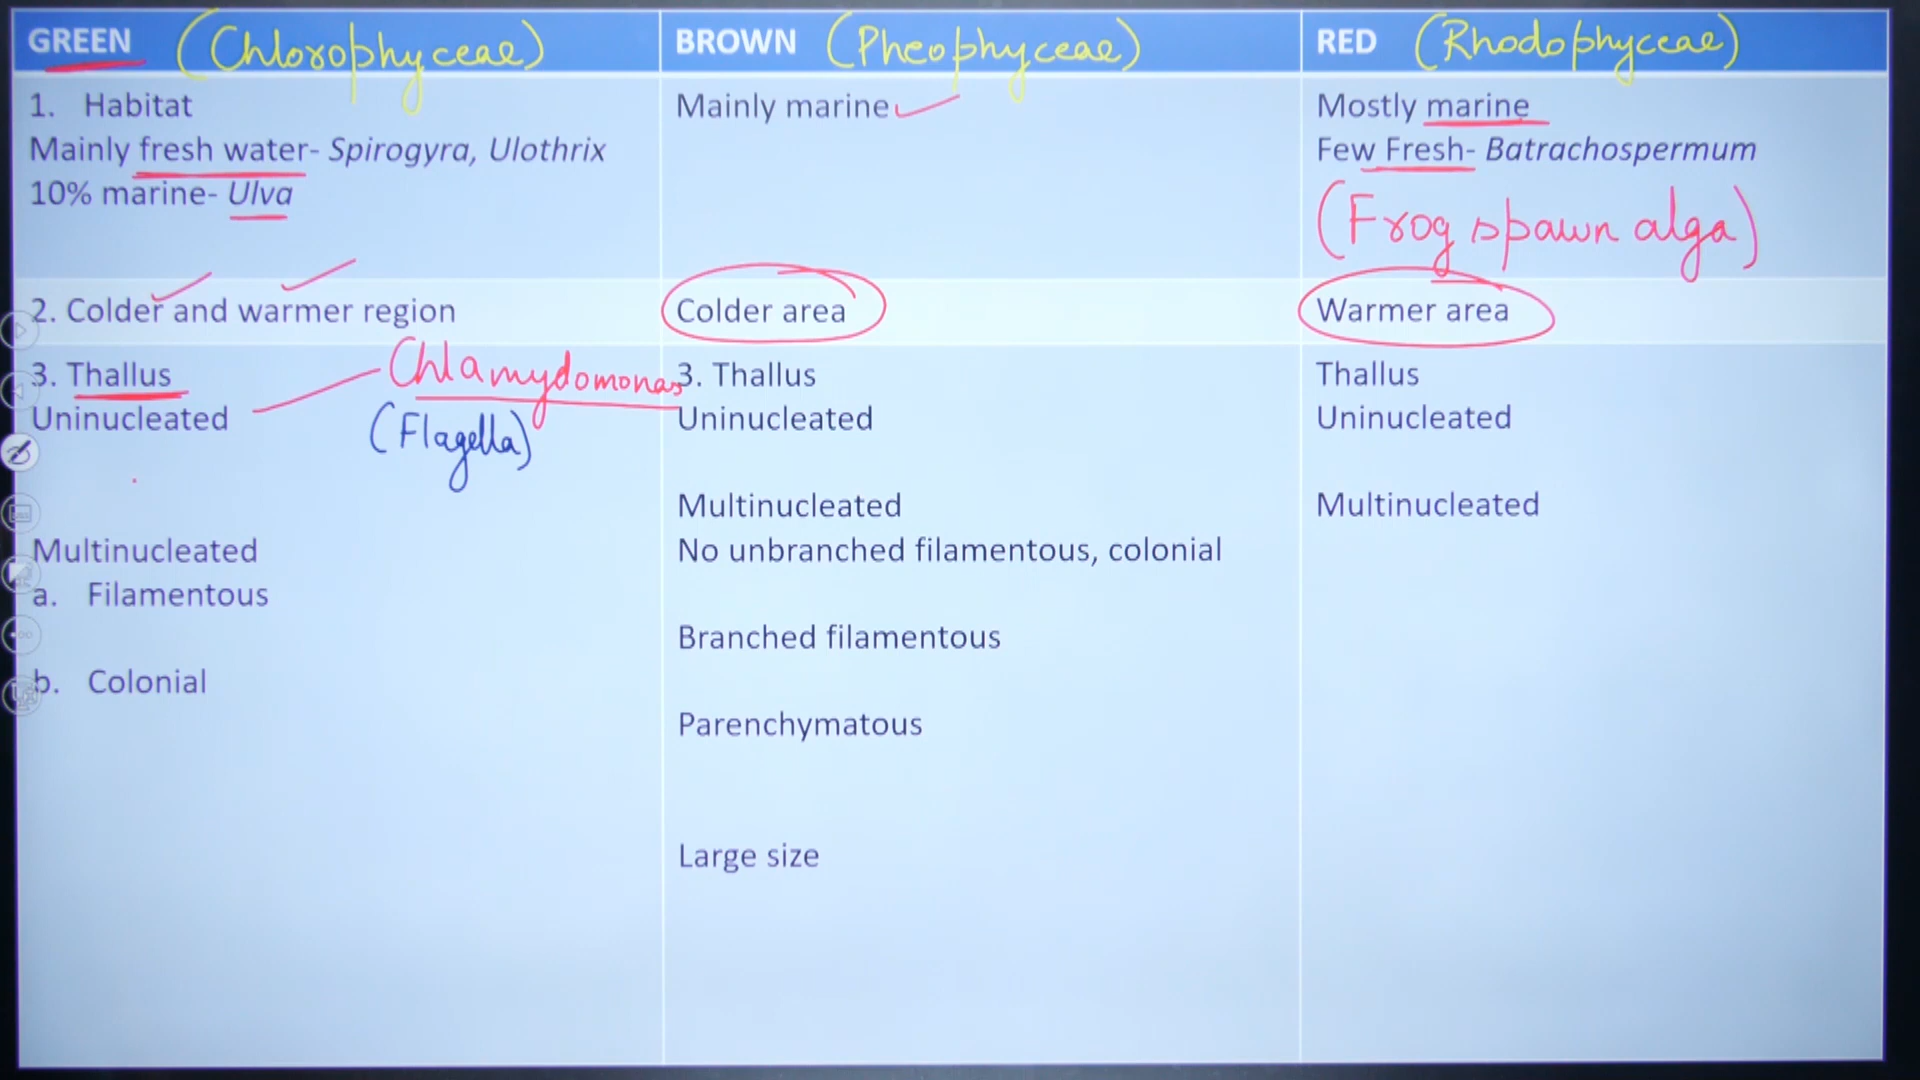 GREEN (Chlorophyceae)
BROWN (Pheophyceae)
RED (Rhodophyceae)
1. Habitat
Mainly fresh water- Spirogyra, Ulothrix
10% marine- Ulva
Mainly marine
Mostly marine
Few Fresh- Batrachospermum
(Frog spawn alga)
2. Colder and warmer region
Colder area
Warmer area
3. Thallus
Uninucleated
Chlamydomonas
(Flagella)
Multinucleated
a. Filamentous
b. Colonial
3. Thallus
Uninucleated
Multinucleated
No unbranched filamentous, colonial
Branched filamentous
Parenchymatous
Large size
Thallus
Uninucleated
Multinucleated